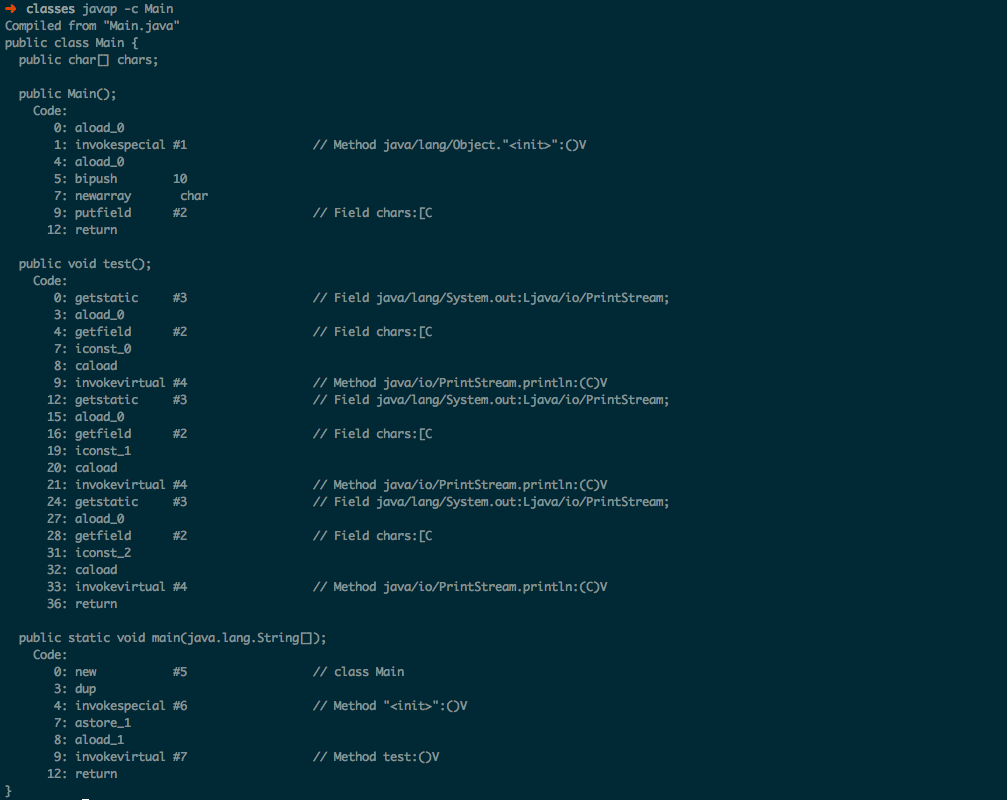 ➜  classes javap -c Main
Compiled from "Main.java"
public class Main {
  public char[] chars;

  public Main();
    Code:
       0: aload_0
       1: invokespecial #1                  // Method java/lang/Object."<init>":()V
       4: aload_0
       5: bipush        10
       7: newarray       char
       9: putfield      #2                  // Field chars:[C
      12: return

  public void test();
    Code:
       0: getstatic     #3                  // Field java/lang/System.out:Ljava/io/PrintStream;
       3: aload_0
       4: getfield      #2                  // Field chars:[C
       7: iconst_0
       8: caload
       9: invokevirtual #4                  // Method java/io/PrintStream.println:(C)V
      12: getstatic     #3                  // Field java/lang/System.out:Ljava/io/PrintStream;
      15: aload_0
      16: getfield      #2                  // Field chars:[C
      19: iconst_1
      20: caload
      21: invokevirtual #4                  // Method java/io/PrintStream.println:(C)V
      24: getstatic     #3                  // Field java/lang/System.out:Ljava/io/PrintStream;
      27: aload_0
      28: getfield      #2                  // Field chars:[C
      31: iconst_2
      32: caload
      33: invokevirtual #4                  // Method java/io/PrintStream.println:(C)V
      36: return

  public static void main(java.lang.String[]);
    Code:
       0: new           #5                  // class Main
       3: dup
       4: invokespecial #6                  // Method "<init>":()V
       7: astore_1
       8: aload_1
       9: invokevirtual #7                  // Method test:()V
      12: return
}